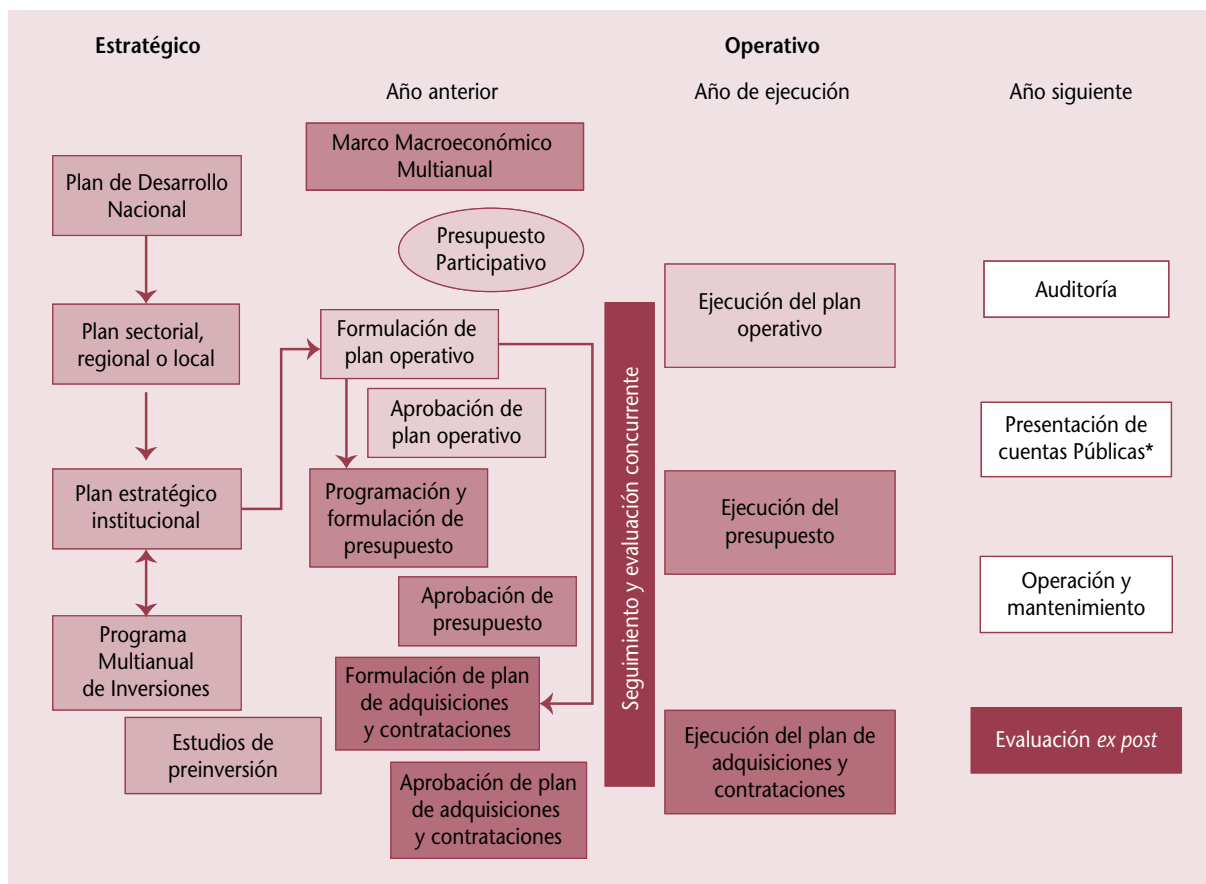 Estratégico
Operativo
Año anterior
Año de ejecución
Año siguiente
Marco Macroeconómico
Multianual
Plan de Desarrollo
Nacional
Presupuesto
Participativo
Plan sectorial,
regional o local
Formulación de
plan operativo
Aprobación de
plan operativo
Plan estratégico
institucional
Programación y
formulación de
presupuesto
Aprobación de
presupuesto
Programa
Multianual
de Inversiones
Formulación de plan
de adquisiciones
y contrataciones
Estudios de
preinversión
Aprobación de plan
de adquisiciones
y contrataciones
Seguimiento y evaluación concurrente
Ejecución del plan
operativo
Ejecución del
presupuesto
Ejecución del plan de
adquisiciones y
contrataciones
Auditoría
Presentación de
cuentas Públicas*
Operación y
mantenimiento
Evaluación ex post